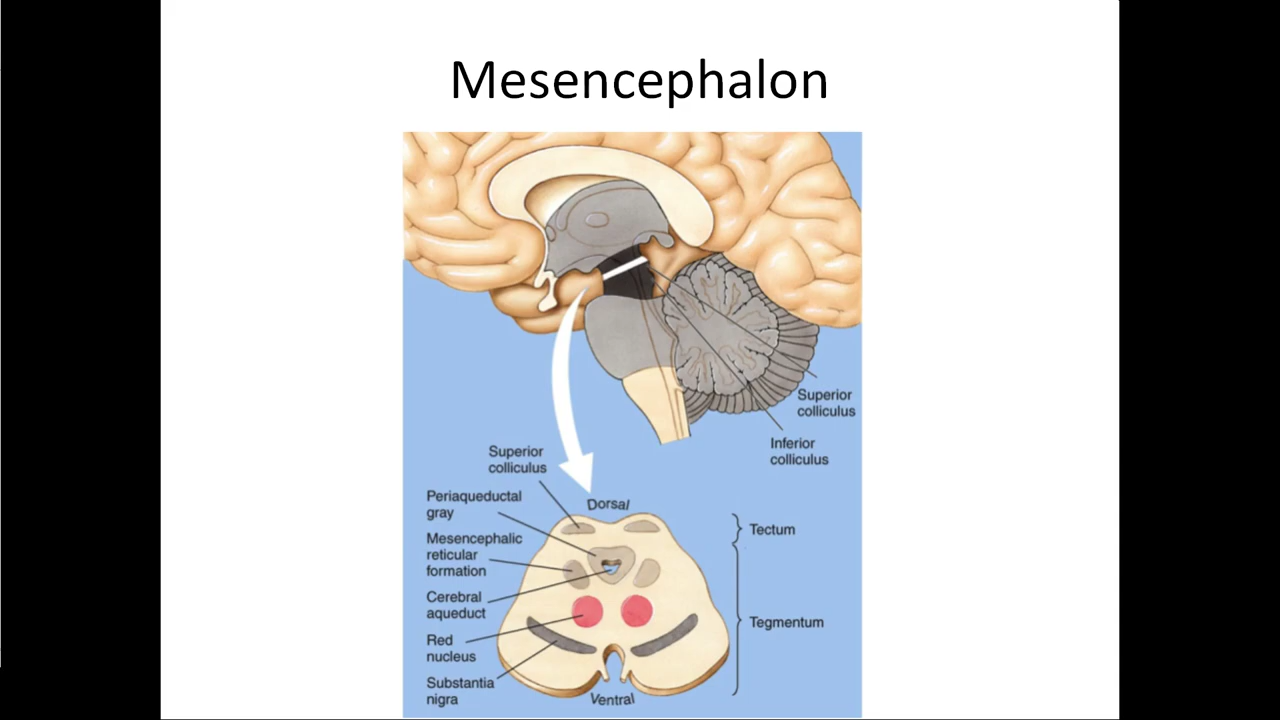 Mesencephalon
Superior
colliculus
Inferior
colliculus
Superior
colliculus
Periaqueductal
gray
Dorsal
Mesencephalic
reticular
formation
Tectum
Cerebral
aqueduct
Tegmentum
Red
nucleus
Substantia
nigra
Ventral